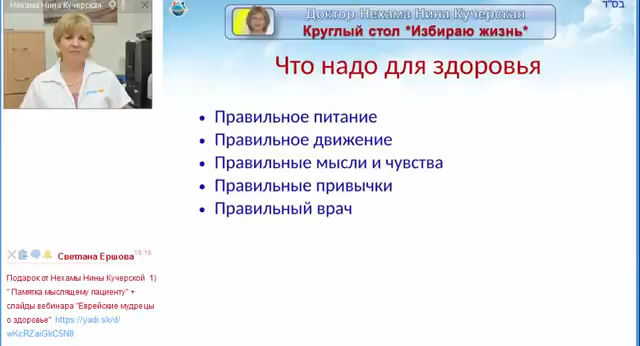 Нехама Нина Кучерская
בס"ד
Доктор Нехама Нина Кучерская
Круглый стол *Избираю жизнь*
Что надо для здоровья
• Правильное питание
• Правильное движение
• Правильные мысли и чувства
• Правильные привычки
• Правильный врач
Светлана Ершова 19:16
Подарок от Нехамы Нины Кучерской 1)
" Памятка мыслящему пациенту" +
слайды вебинара "Еврейские мудрецы
о здоровье" https://yadi.sk/d/
wKcRZaiGkC5N8